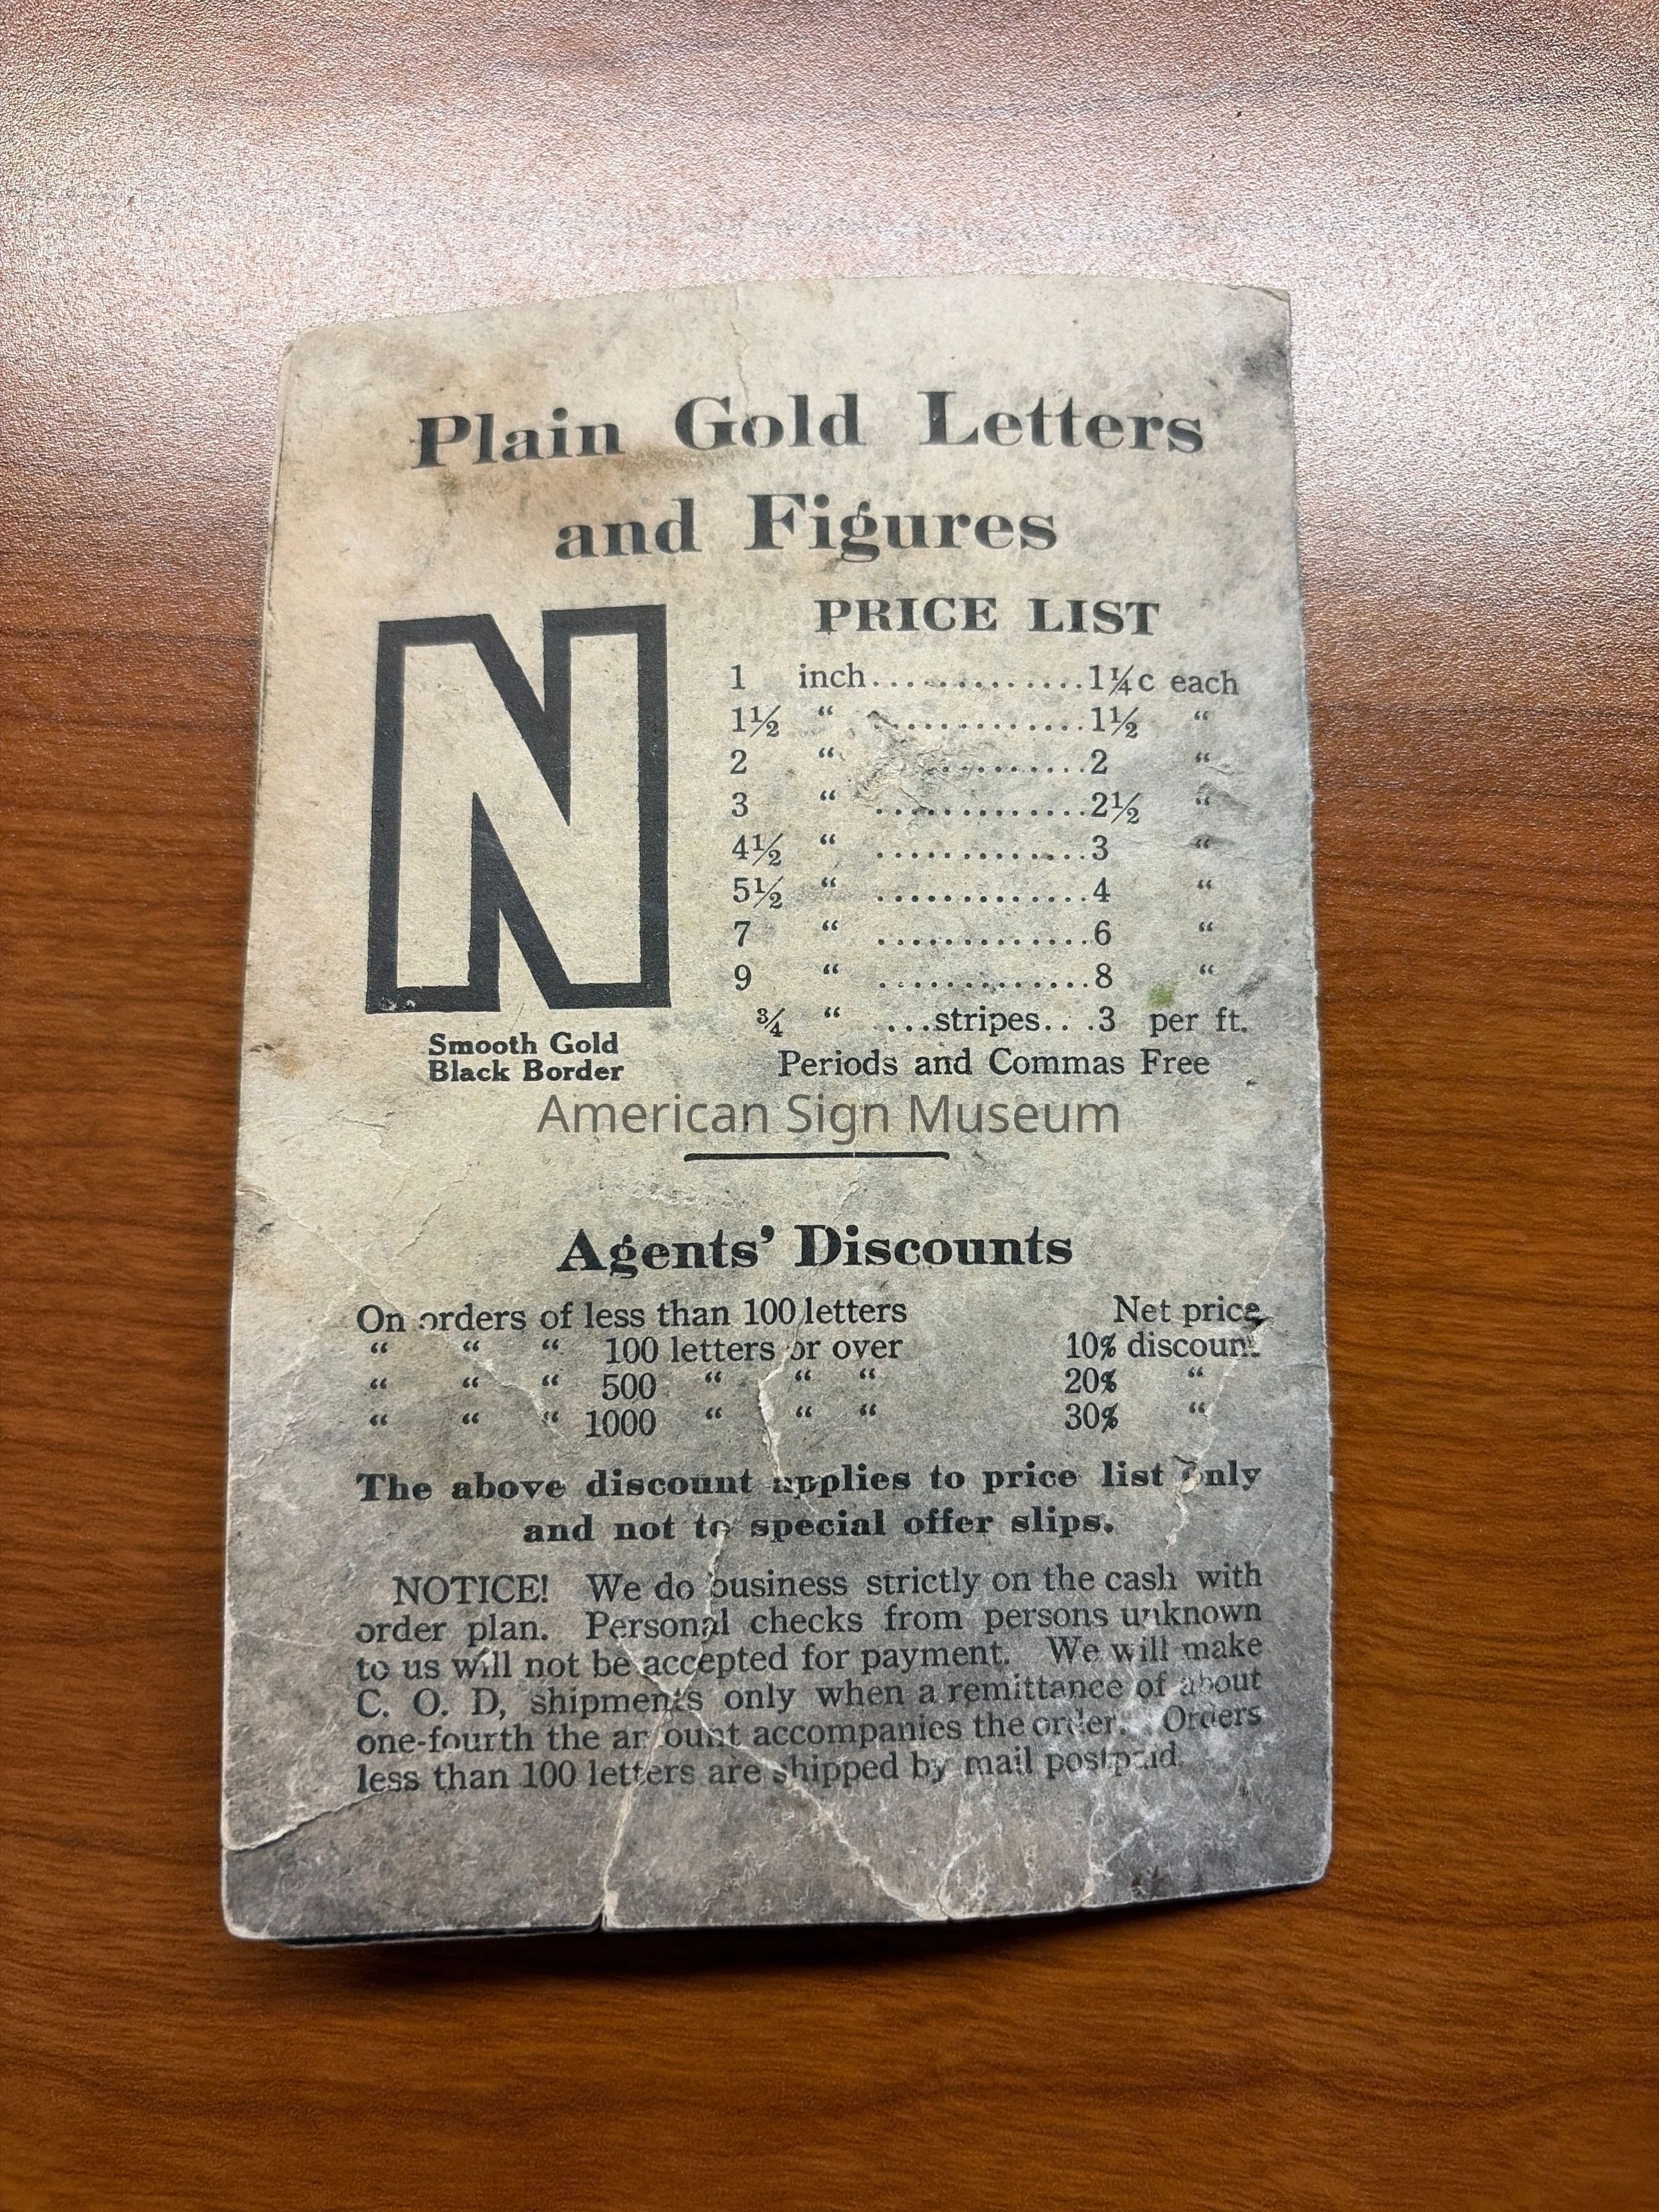 Plain Gold Letters
and Figures
N
Smooth Gold
Black Border
PRICE LIST
1 inch.............1¼c each
1½ “ .............1½ “
2 “ ..........2 “
3 “ .............2½ “
4½ “ .............3 “
5½ “ .............4 “
7 “ .............6 “
9 “ .............8 “
¾ “ ...stripes...3 per ft.
Periods and Commas Free
American Sign Museum
Agents’ Discounts
On orders of less than 100 letters Net price
“ “ “ 100 letters or over 10% discount
“ “ “ 500 “ “ “ 20% “
“ “ “ 1000 “ “ “ 30% “
The above discount applies to price list only
and not to special offer slips.
NOTICE! We do business strictly on the cash with
order plan. Personal checks from persons unknown
to us will not be accepted for payment. We will make
C. O. D, shipments only when a remittance of about
one-fourth the amount accompanies the order. Orders
less than 100 letters are shipped by mail postpaid.